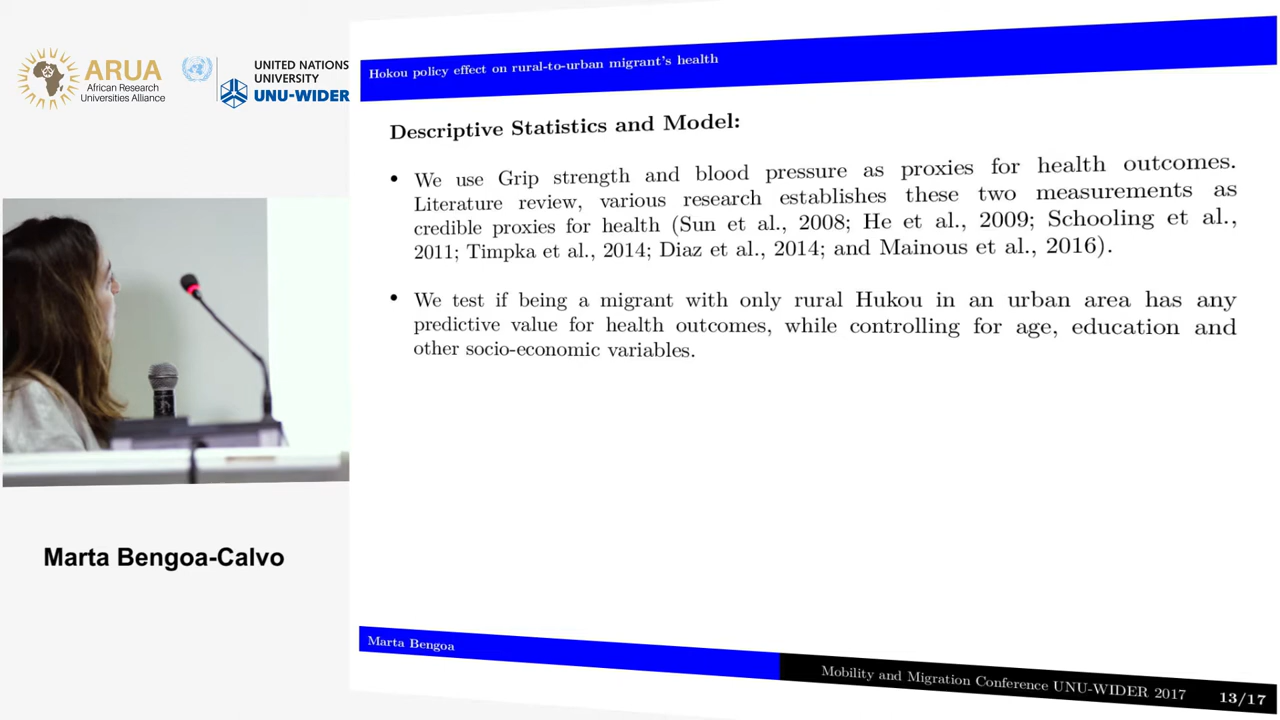 ARUA
African Research
Universities Alliance
UNITED NATIONS
UNIVERSITY
UNU-WIDER
Hokou policy effect on rural-to-urban migrant's health
Descriptive Statistics and Model:
• We use Grip strength and blood pressure as proxies for health outcomes.
Literature review, various research establishes these two measurements as
credible proxies for health (Sun et al., 2008; He et al., 2009; Schooling et al.,
2011; Timpka et al., 2014; Diaz et al., 2014; and Mainous et al., 2016).
• We test if being a migrant with only rural Hukou in an urban area has any
predictive value for health outcomes, while controlling for age, education and
other socio-economic variables.
Marta Bengoa-Calvo
Marta Bengoa
Mobility and Migration Conference UNU-WIDER 2017 13/17